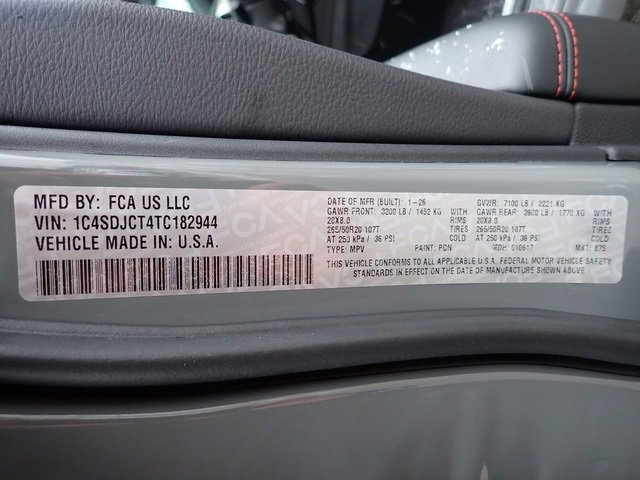 MFD BY: FCA US LLC
VIN: 1C4SDJCT4TC182944
VEHICLE MADE IN: U.S.A.
DATE OF MFR (BUILT): 1-26 GVWR: 7100 LB / 3221 KG
GAWR FRONT: 3200 LB / 1452 KG WITH GAWR REAR: 3900 LB / 1770 KG WITH
20X8.0 RIMS 20X8.0 RIMS
265/50R20 107T TIRES 265/50R20 107T TIRES
AT 250 kPa / 36 PSI COLD AT 250 kPa / 36 PSI COLD
TYPE: MPV PAINT: PDN MDH: 010617 MKT: 875
THIS VEHICLE CONFORMS TO ALL APPLICABLE U.S.A. FEDERAL MOTOR VEHICLE SAFETY
STANDARDS IN EFFECT ON THE DATE OF MANUFACTURE SHOWN ABOVE.